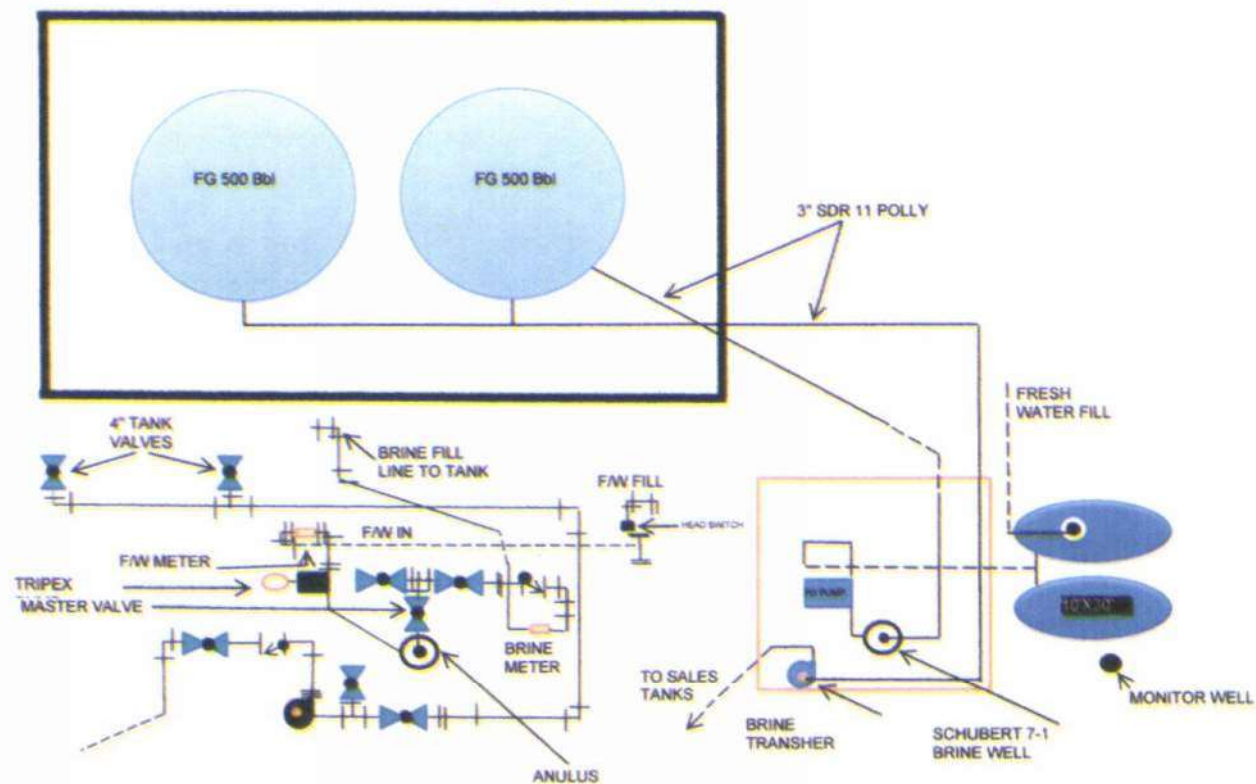 FG 500 Bbl
FG 500 Bbl
3" SDR 11 POLLY
FRESH
WATER FILL
4" TANK
VALVES
BRINE FILL
LINE TO TANK
F/W FILL
HEAD SWITCH
F/W IN
F/W METER
TRIPEX
MASTER VALVE
BRINE
METER
PUMP
TO SALES
TANKS
MONITOR WELL
BRINE
TRANSHER
SCHUBERT 7-1
BRINE WELL
ANULUS